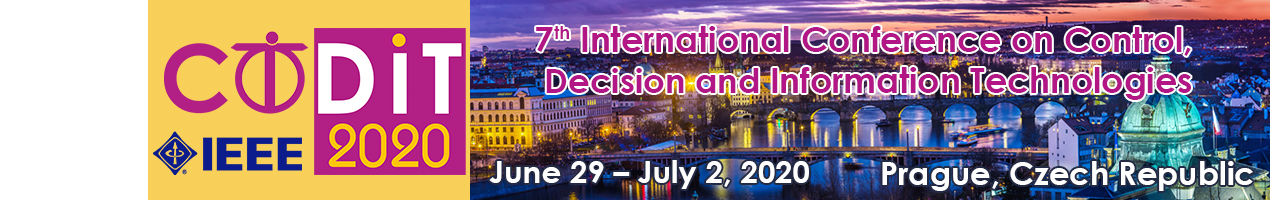 CODiT
2020
IEEE
7th International Conference on Control,
Decision and Information Technologies
June 29 – July 2, 2020
Prague, Czech Republic